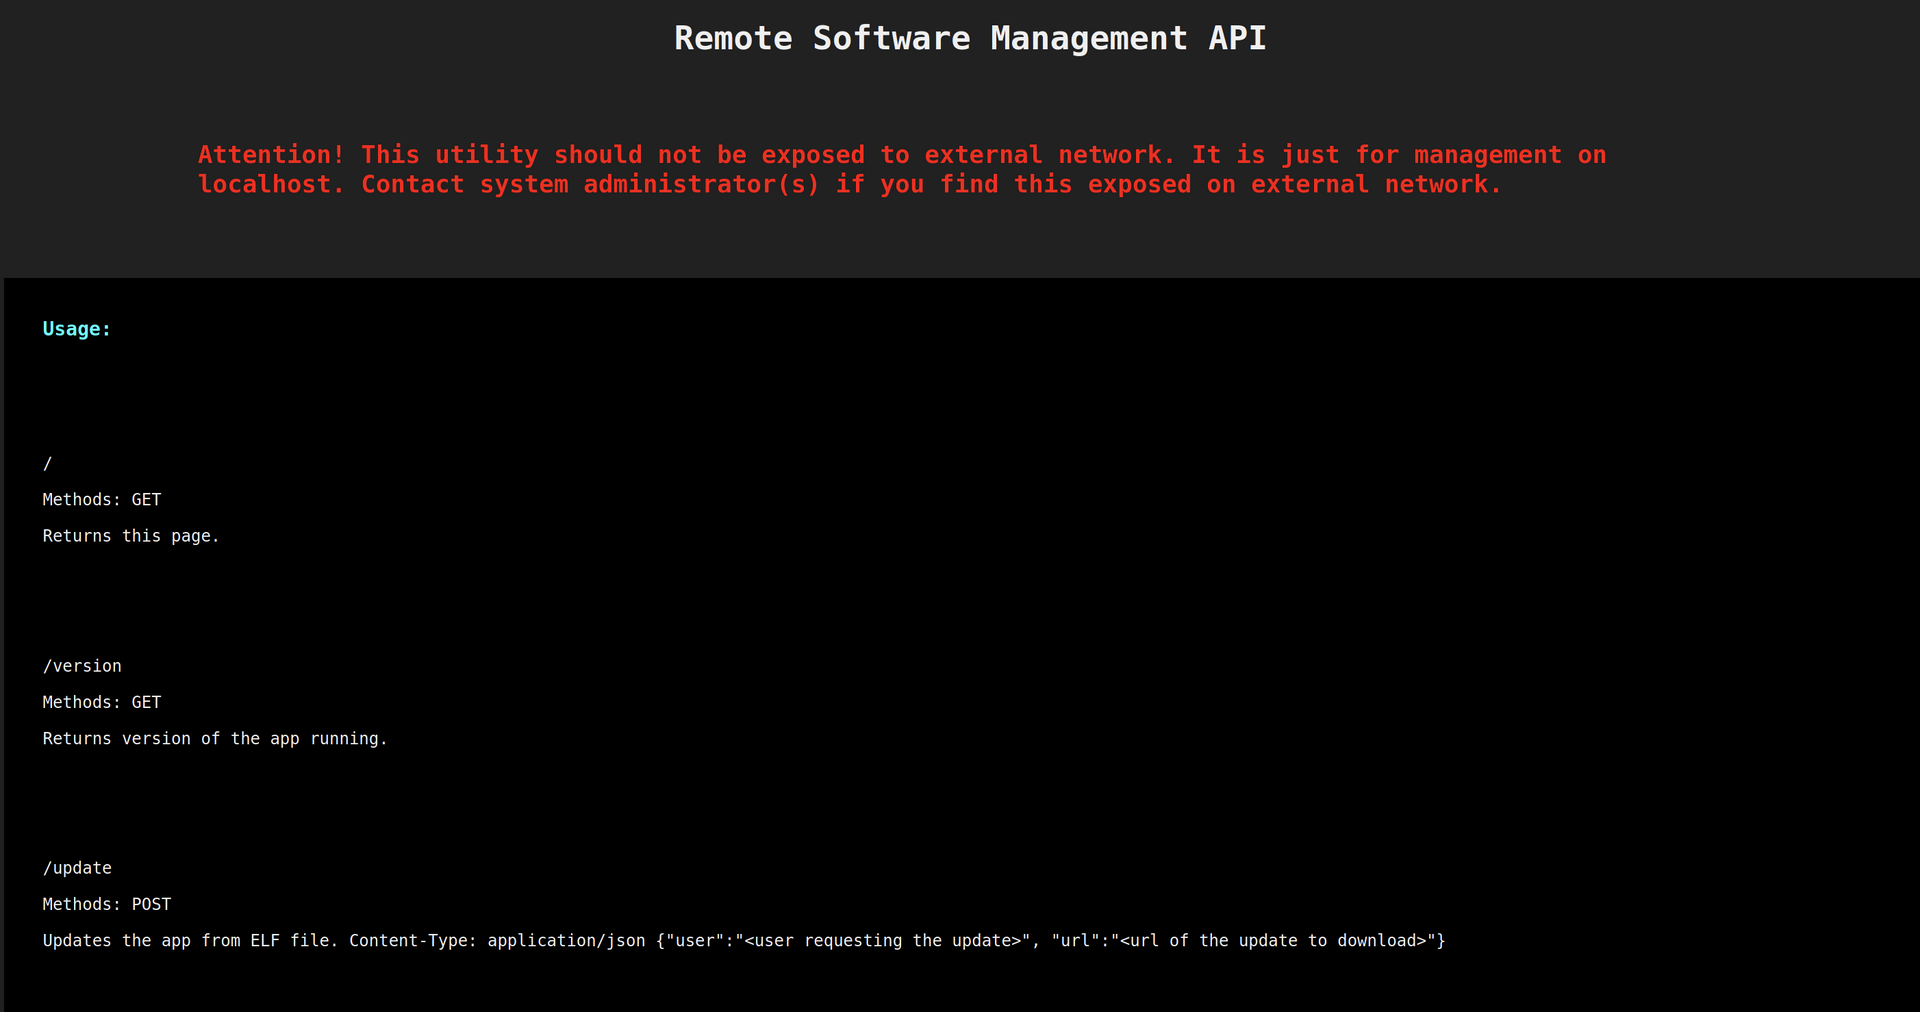 Remote Software Management API
Attention! This utility should not be exposed to external network. It is just for management on
localhost. Contact system administrator(s) if you find this exposed on external network.
Usage:
/
Methods: GET
Returns this page.
/version
Methods: GET
Returns version of the app running.
/update
Methods: POST
Updates the app from ELF file. Content-Type: application/json {"user":"<user requesting the update>", "url":"<url of the update to download>"}